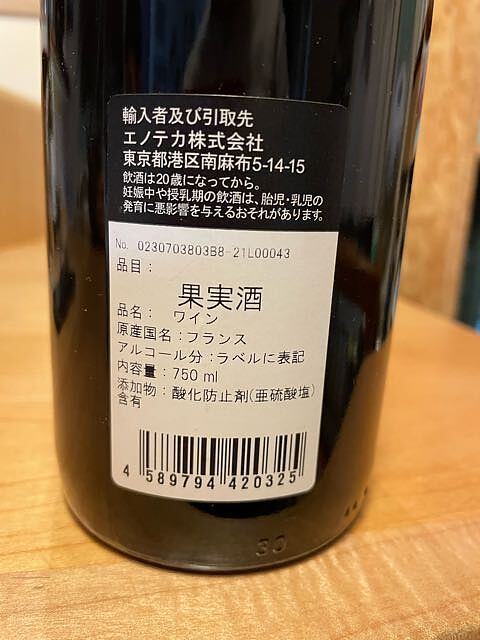 輸入者及び引取先
エノテカ株式会社
東京都港区南麻布5-14-15
飲酒は20歳になってから。
妊娠中や授乳期の飲酒は、胎児・乳児の
発育に悪影響を与えるおそれがあります。
No. 0230703803B8-21L00043
品目：
果実酒
品名： ワイン
原産国名：フランス
アルコール分：ラベルに表記
内容量：750 ml
添加物：酸化防止剤(亜硫酸塩)
含有
4 589794 420325
30